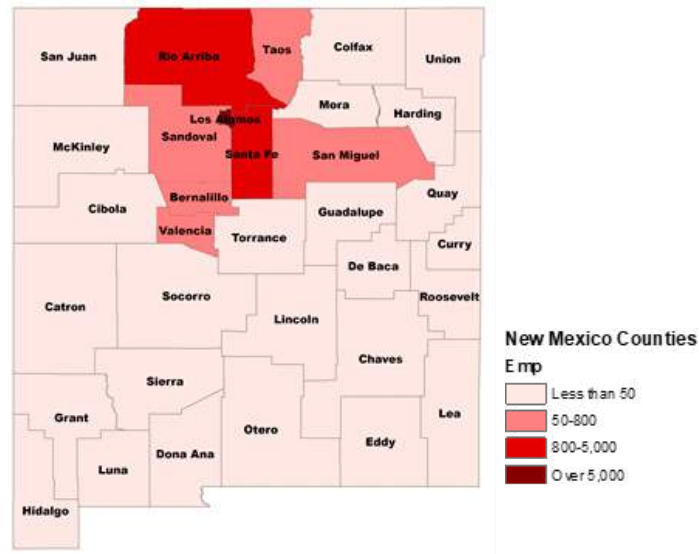 San Juan
Rio Arriba
Taos
Colfax
Union
Mora
Harding
Los Alamos
Sandoval
Santa Fe
San Miguel
McKinley
Quay
Bernalillo
Cibola
Guadalupe
Valencia
Torrance
Curry
De Baca
Socorro
Roosevelt
Catron
Lincoln
Chaves
Sierra
Lea
Grant
Otero
Eddy
Dona Ana
Luna
Hidalgo
New Mexico Counties
Emp
Less than 50
50-800
800-5,000
Over 5,000